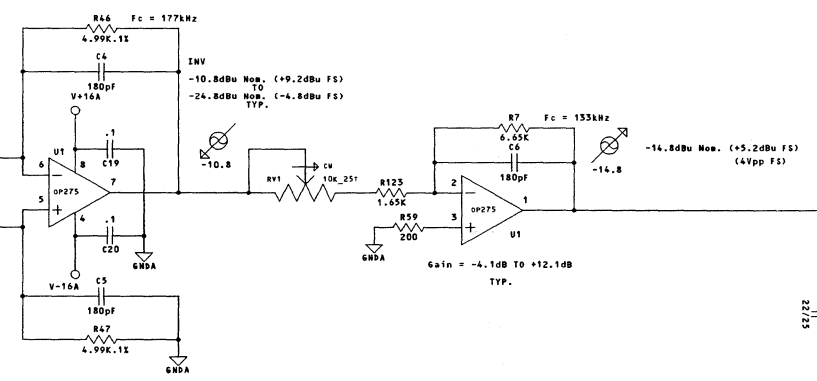 R46 Fc = 177kHz
4.99K.1%
C4
180pF
V+16A
INV
-10.8dBu Nom. (+9.2dBu FS)
TO
-24.8dBu Nom. (-4.8dBu FS)
TYP.
-10.8
U1
.1
C19
6
8
OP275
7
5
4
.1
C20
GNDA
V-16A
C5
180pF
R47
4.99K.1%
GNDA
CW
RV1
10K_25T
R123
1.65K
R7 Fc = 133kHz
6.65K
C6
180pF
2
OP275
1
3
U1
R59
200
GNDA
Gain = -4.1dB TO +12.1dB
TYP.
-14.8
-14.8dBu Nom. (+5.2dBu FS)
(4Vpp FS)
11
22/25